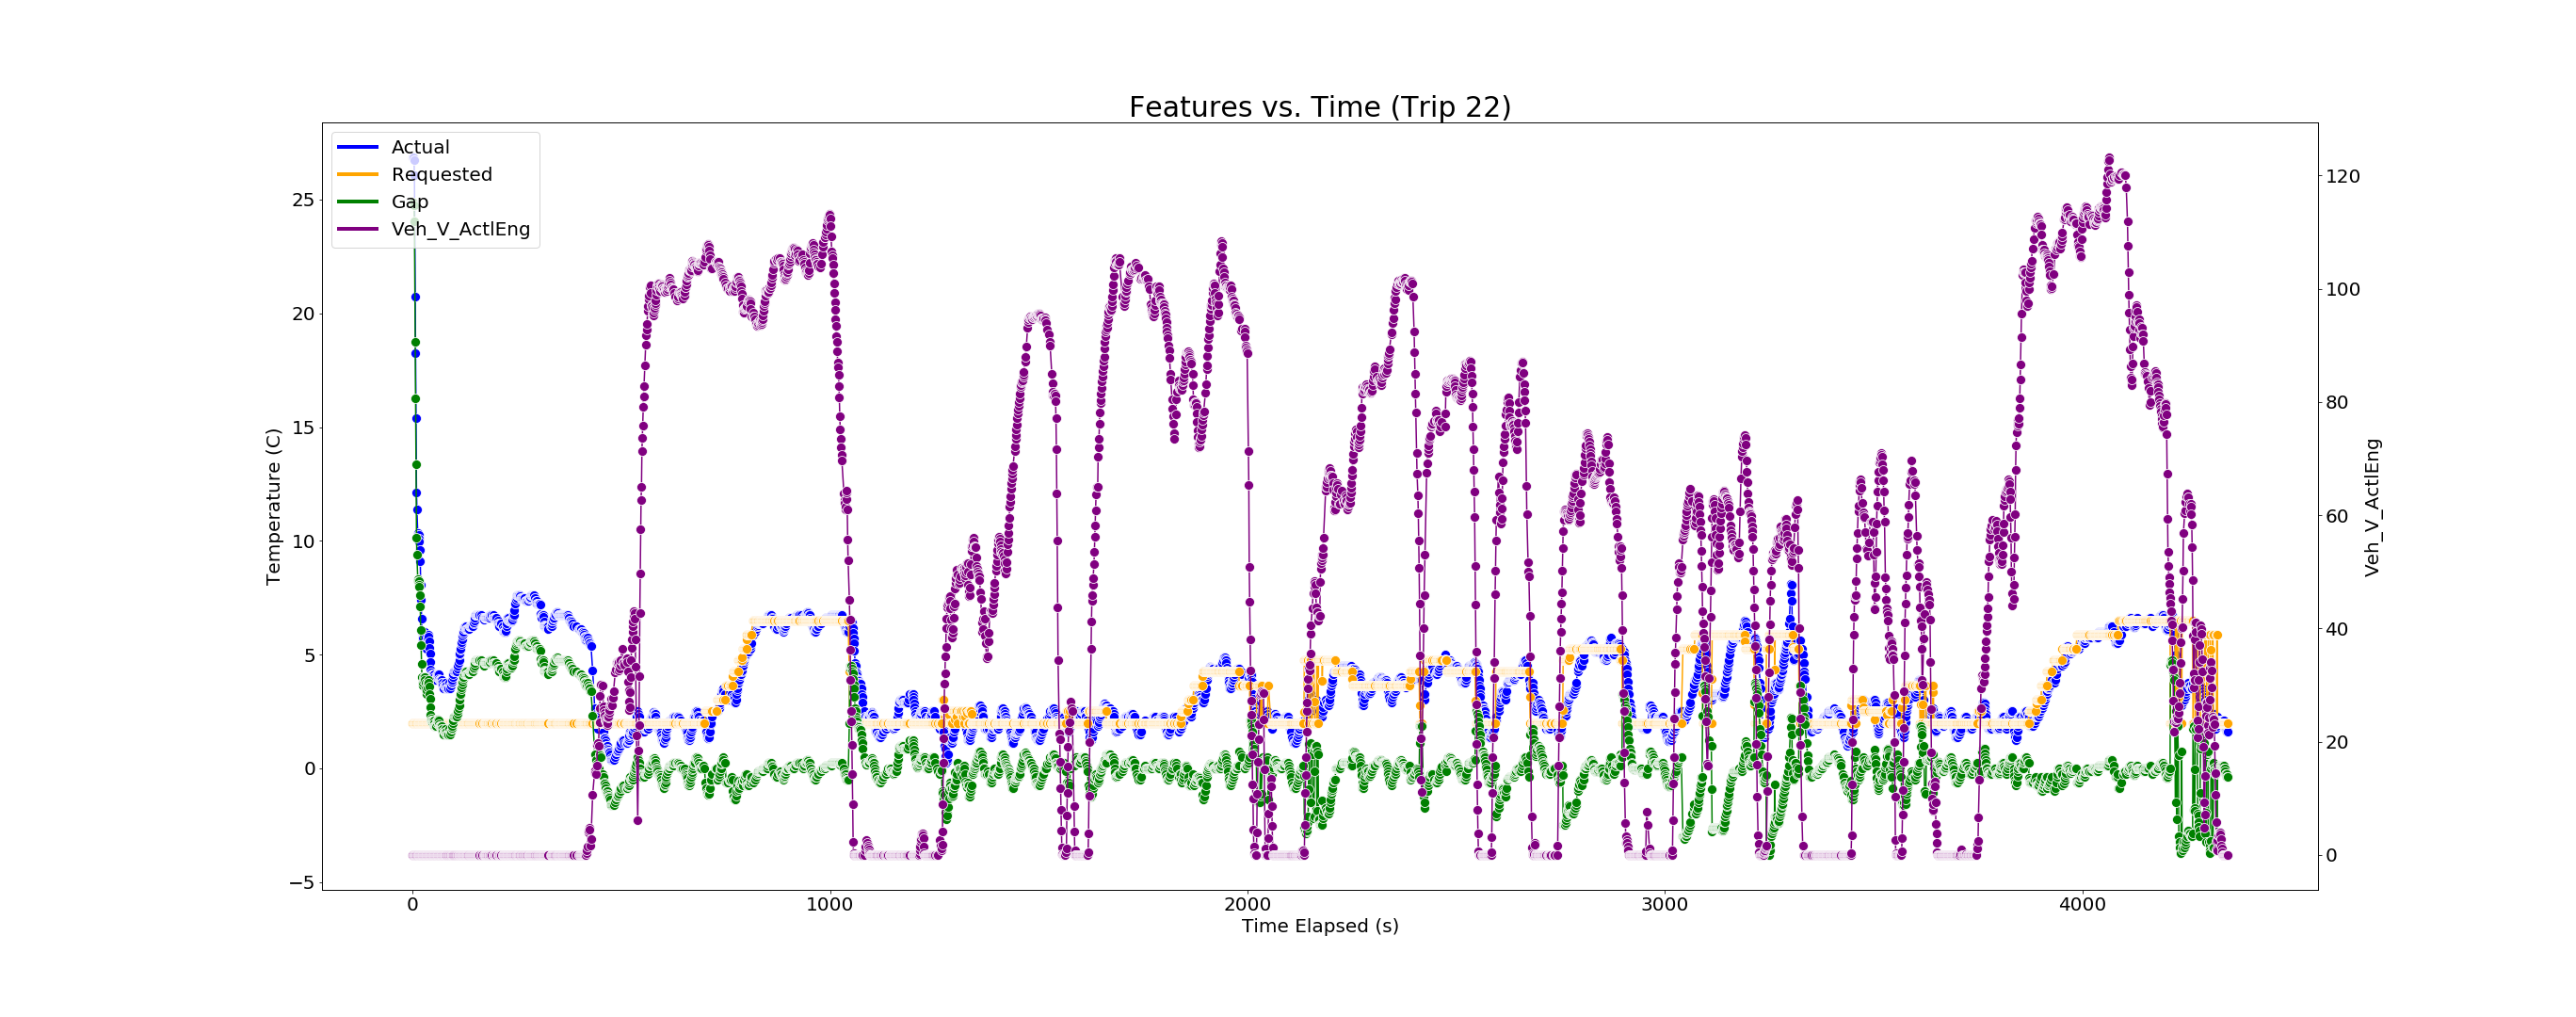 Features vs. Time (Trip 22)
Actual
Requested
Gap
Veh_V_ActlEng
25
20
15
10
5
0
−5
Temperature (C)
120
100
80
60
40
20
0
Veh_V_ActlEng
0
1000
2000
3000
4000
Time Elapsed (s)